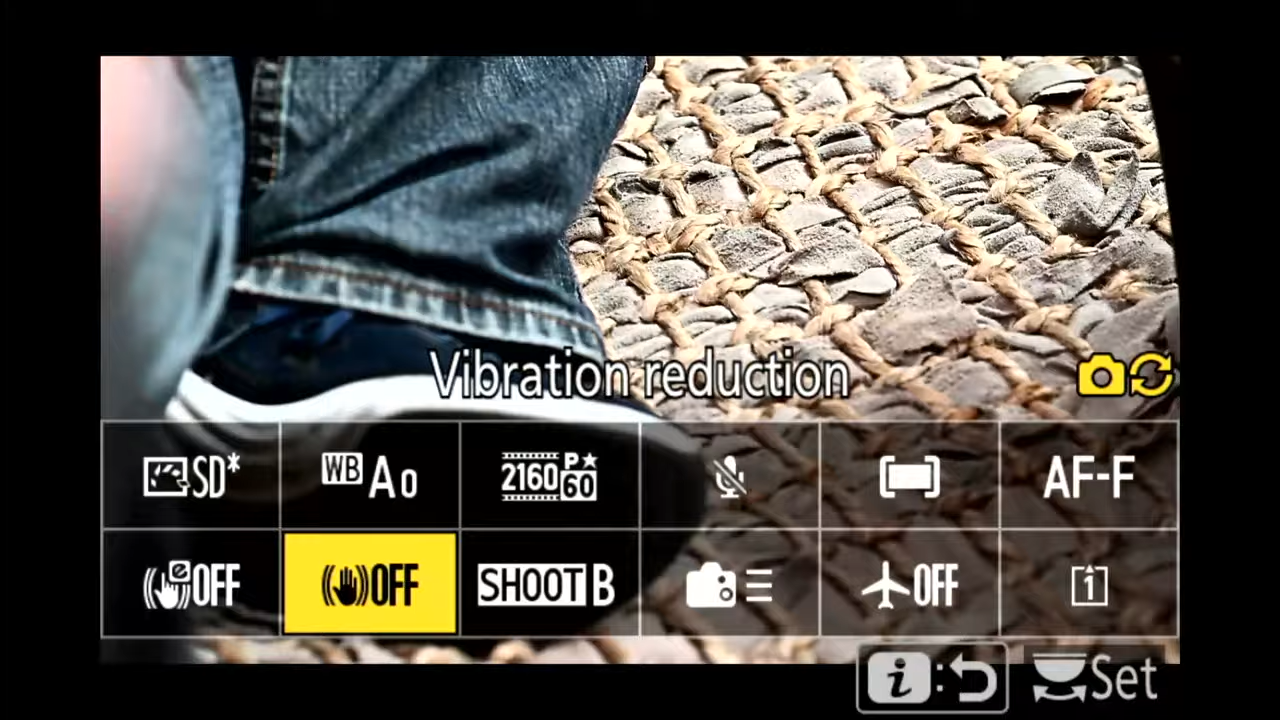 Vibration reduction
SD*
WB A0
2160 P★ 60
AF-F
OFF
OFF
SHOOT B
OFF
1
i : Set